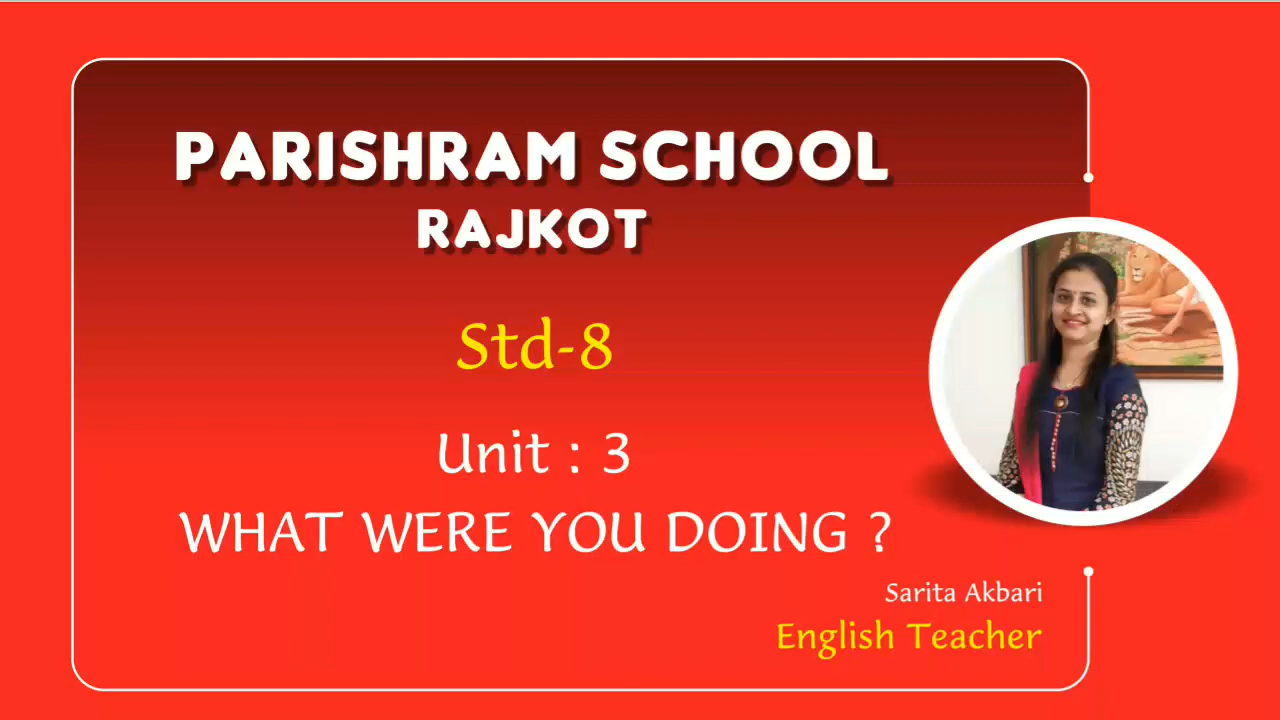 PARISHRAM SCHOOL
RAJKOT
Std-8
Unit : 3
WHAT WERE YOU DOING ?
Sarita Akbari
English Teacher